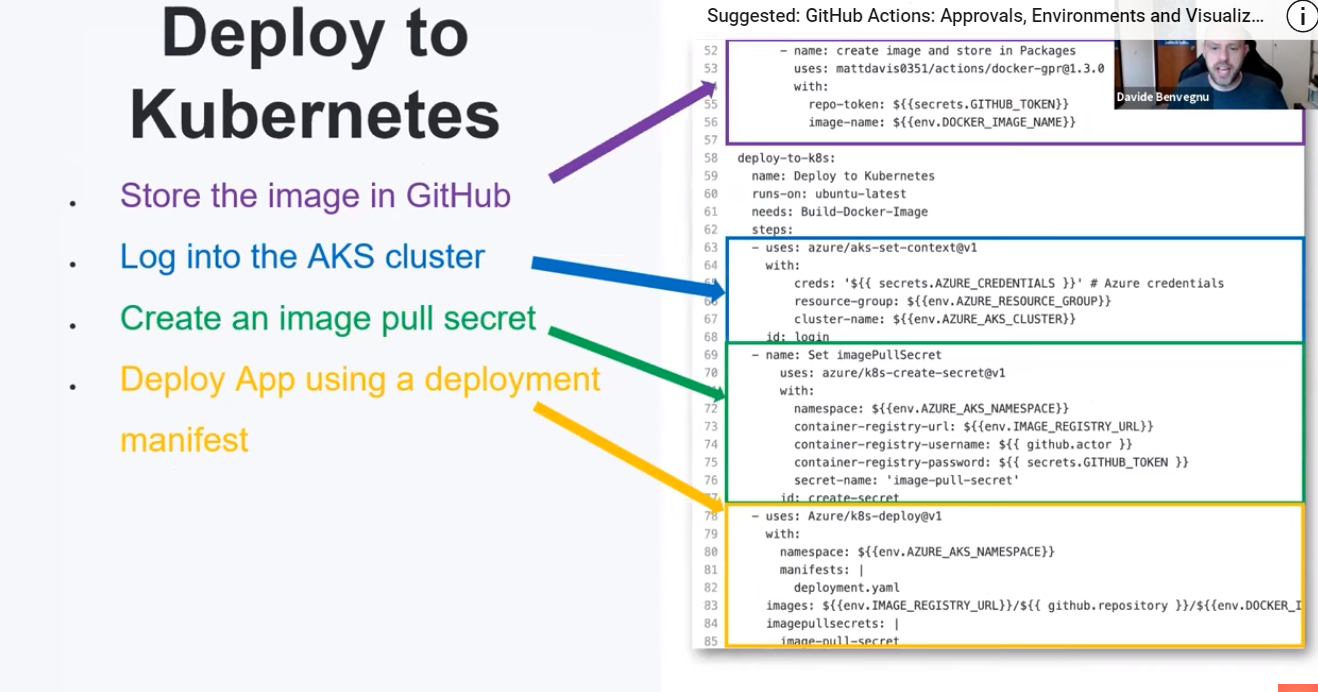 Deploy to
Kubernetes
. Store the image in GitHub
. Log into the AKS cluster
. Create an image pull secret
. Deploy App using a deployment
manifest
Suggested: GitHub Actions: Approvals, Environments and Visualiz...
i
Davide Benvegnu
52 - name: create image and store in Packages
53 uses: mattdavis0351/actions/docker-gpr@1.3.0
with:
55 repo-token: ${{secrets.GITHUB_TOKEN}}
56 image-name: ${{env.DOCKER_IMAGE_NAME}}
57
58 deploy-to-k8s:
59 name: Deploy to Kubernetes
60 runs-on: ubuntu-latest
61 needs: Build-Docker-Image
62 steps:
63 - uses: azure/aks-set-context@v1
64 with:
creds: '${{ secrets.AZURE_CREDENTIALS }}' # Azure credentials
66 resource-group: ${{env.AZURE_RESOURCE_GROUP}}
67 cluster-name: ${{env.AZURE_AKS_CLUSTER}}
68 id: login
69 - name: Set imagePullSecret
70 uses: azure/k8s-create-secret@v1
with:
72 namespace: ${{env.AZURE_AKS_NAMESPACE}}
73 container-registry-url: ${{env.IMAGE_REGISTRY_URL}}
74 container-registry-username: ${{ github.actor }}
75 container-registry-password: ${{ secrets.GITHUB_TOKEN }}
76 secret-name: 'image-pull-secret'
77 id: create-secret
78 - uses: Azure/k8s-deploy@v1
79 with:
80 namespace: ${{env.AZURE_AKS_NAMESPACE}}
81 manifests: |
82 deployment.yaml
83 images: ${{env.IMAGE_REGISTRY_URL}}/${{ github.repository }}/${{env.DOCKER_I
84 imagepullsecrets: |
85 image-pull-secret